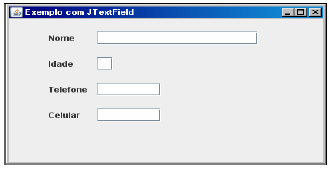 Exemplo com JTextField
Nome
Idade
Telefone
Celular